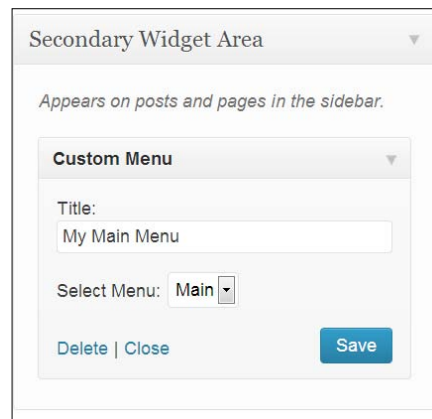 Secondary Widget Area
Appears on posts and pages in the sidebar.
Custom Menu
Title:
My Main Menu
Select Menu: Main
Delete | Close Save